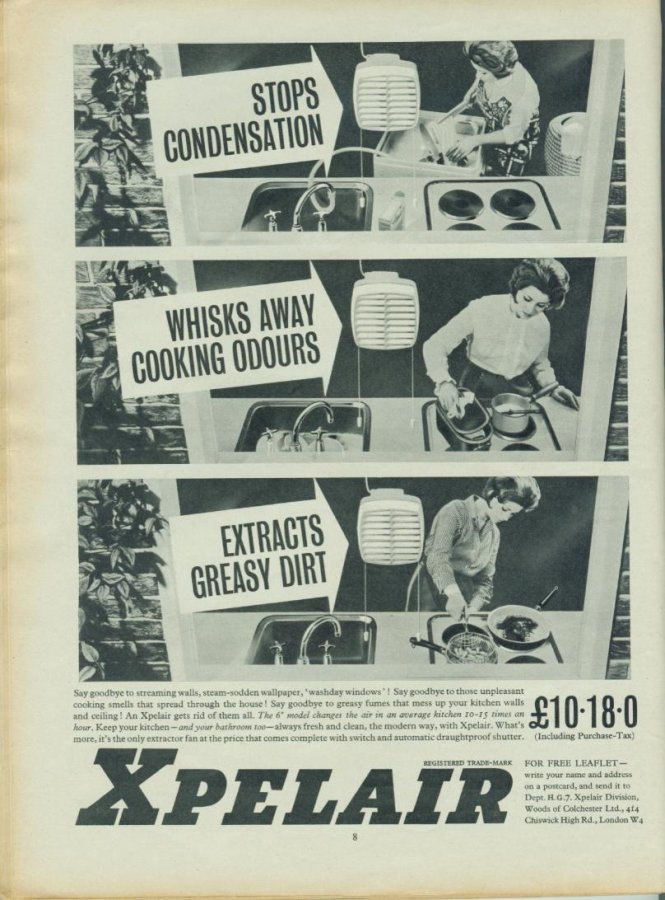 STOPS
CONDENSATION
WHISKS AWAY
COOKING ODOURS
EXTRACTS
GREASY DIRT
Say goodbye to streaming walls, steam-sodden wallpaper, 'washday windows'! Say goodbye to those unpleasant
cooking smells that spread through the house! Say goodbye to greasy fumes that mess up your kitchen walls
and ceiling! An Xpelair gets rid of them all. The 6" model changes the air in an average kitchen 10-15 times an
hour. Keep your kitchen—and your bathroom too—always fresh and clean, the modern way, with Xpelair. What's
more, it's the only extractor fan at the price that comes complete with switch and automatic draughtproof shutter.
£10·18·0
(Including Purchase-Tax)
REGISTERED TRADE-MARK
XPELAIR
FOR FREE LEAFLET—
write your name and address
on a postcard, and send it to
Dept. H.G.7. Xpelair Division,
Woods of Colchester Ltd., 414
Chiswick High Rd., London W4
8